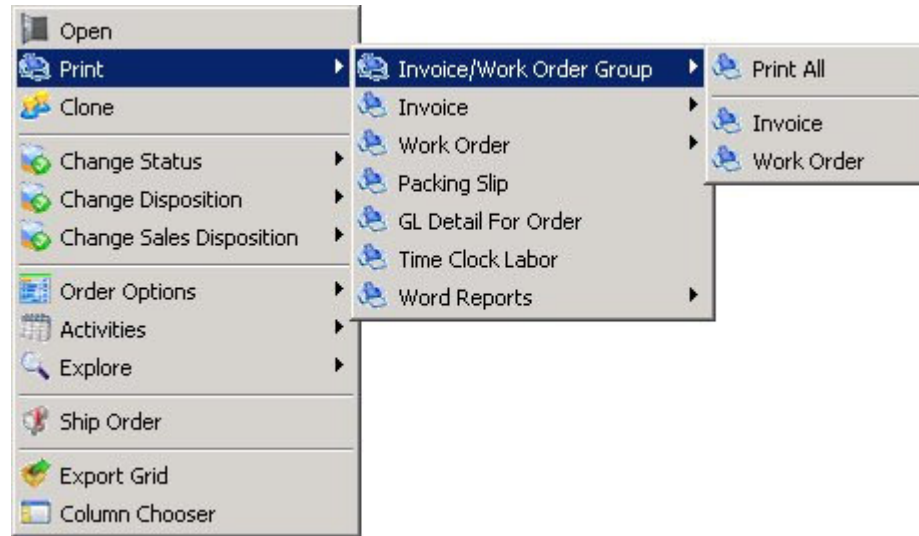 Open
Print
Clone
Change Status
Change Disposition
Change Sales Disposition
Order Options
Activities
Explore
Ship Order
Export Grid
Column Chooser
Invoice/Work Order Group
Invoice
Work Order
Packing Slip
GL Detail For Order
Time Clock Labor
Word Reports
Print All
Invoice
Work Order